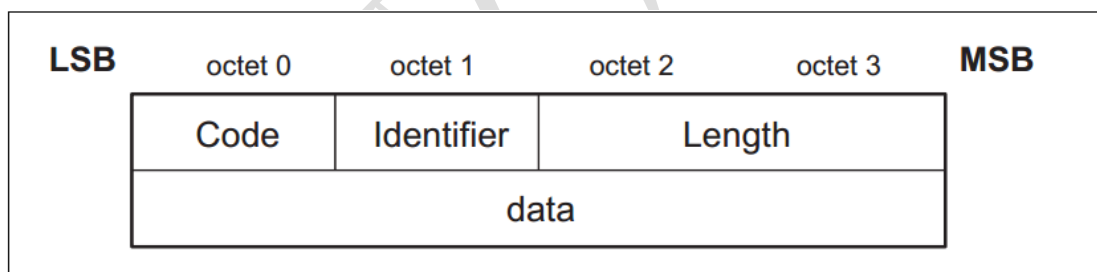 LSB octet 0 octet 1 octet 2 octet 3 MSB
Code Identifier Length
data